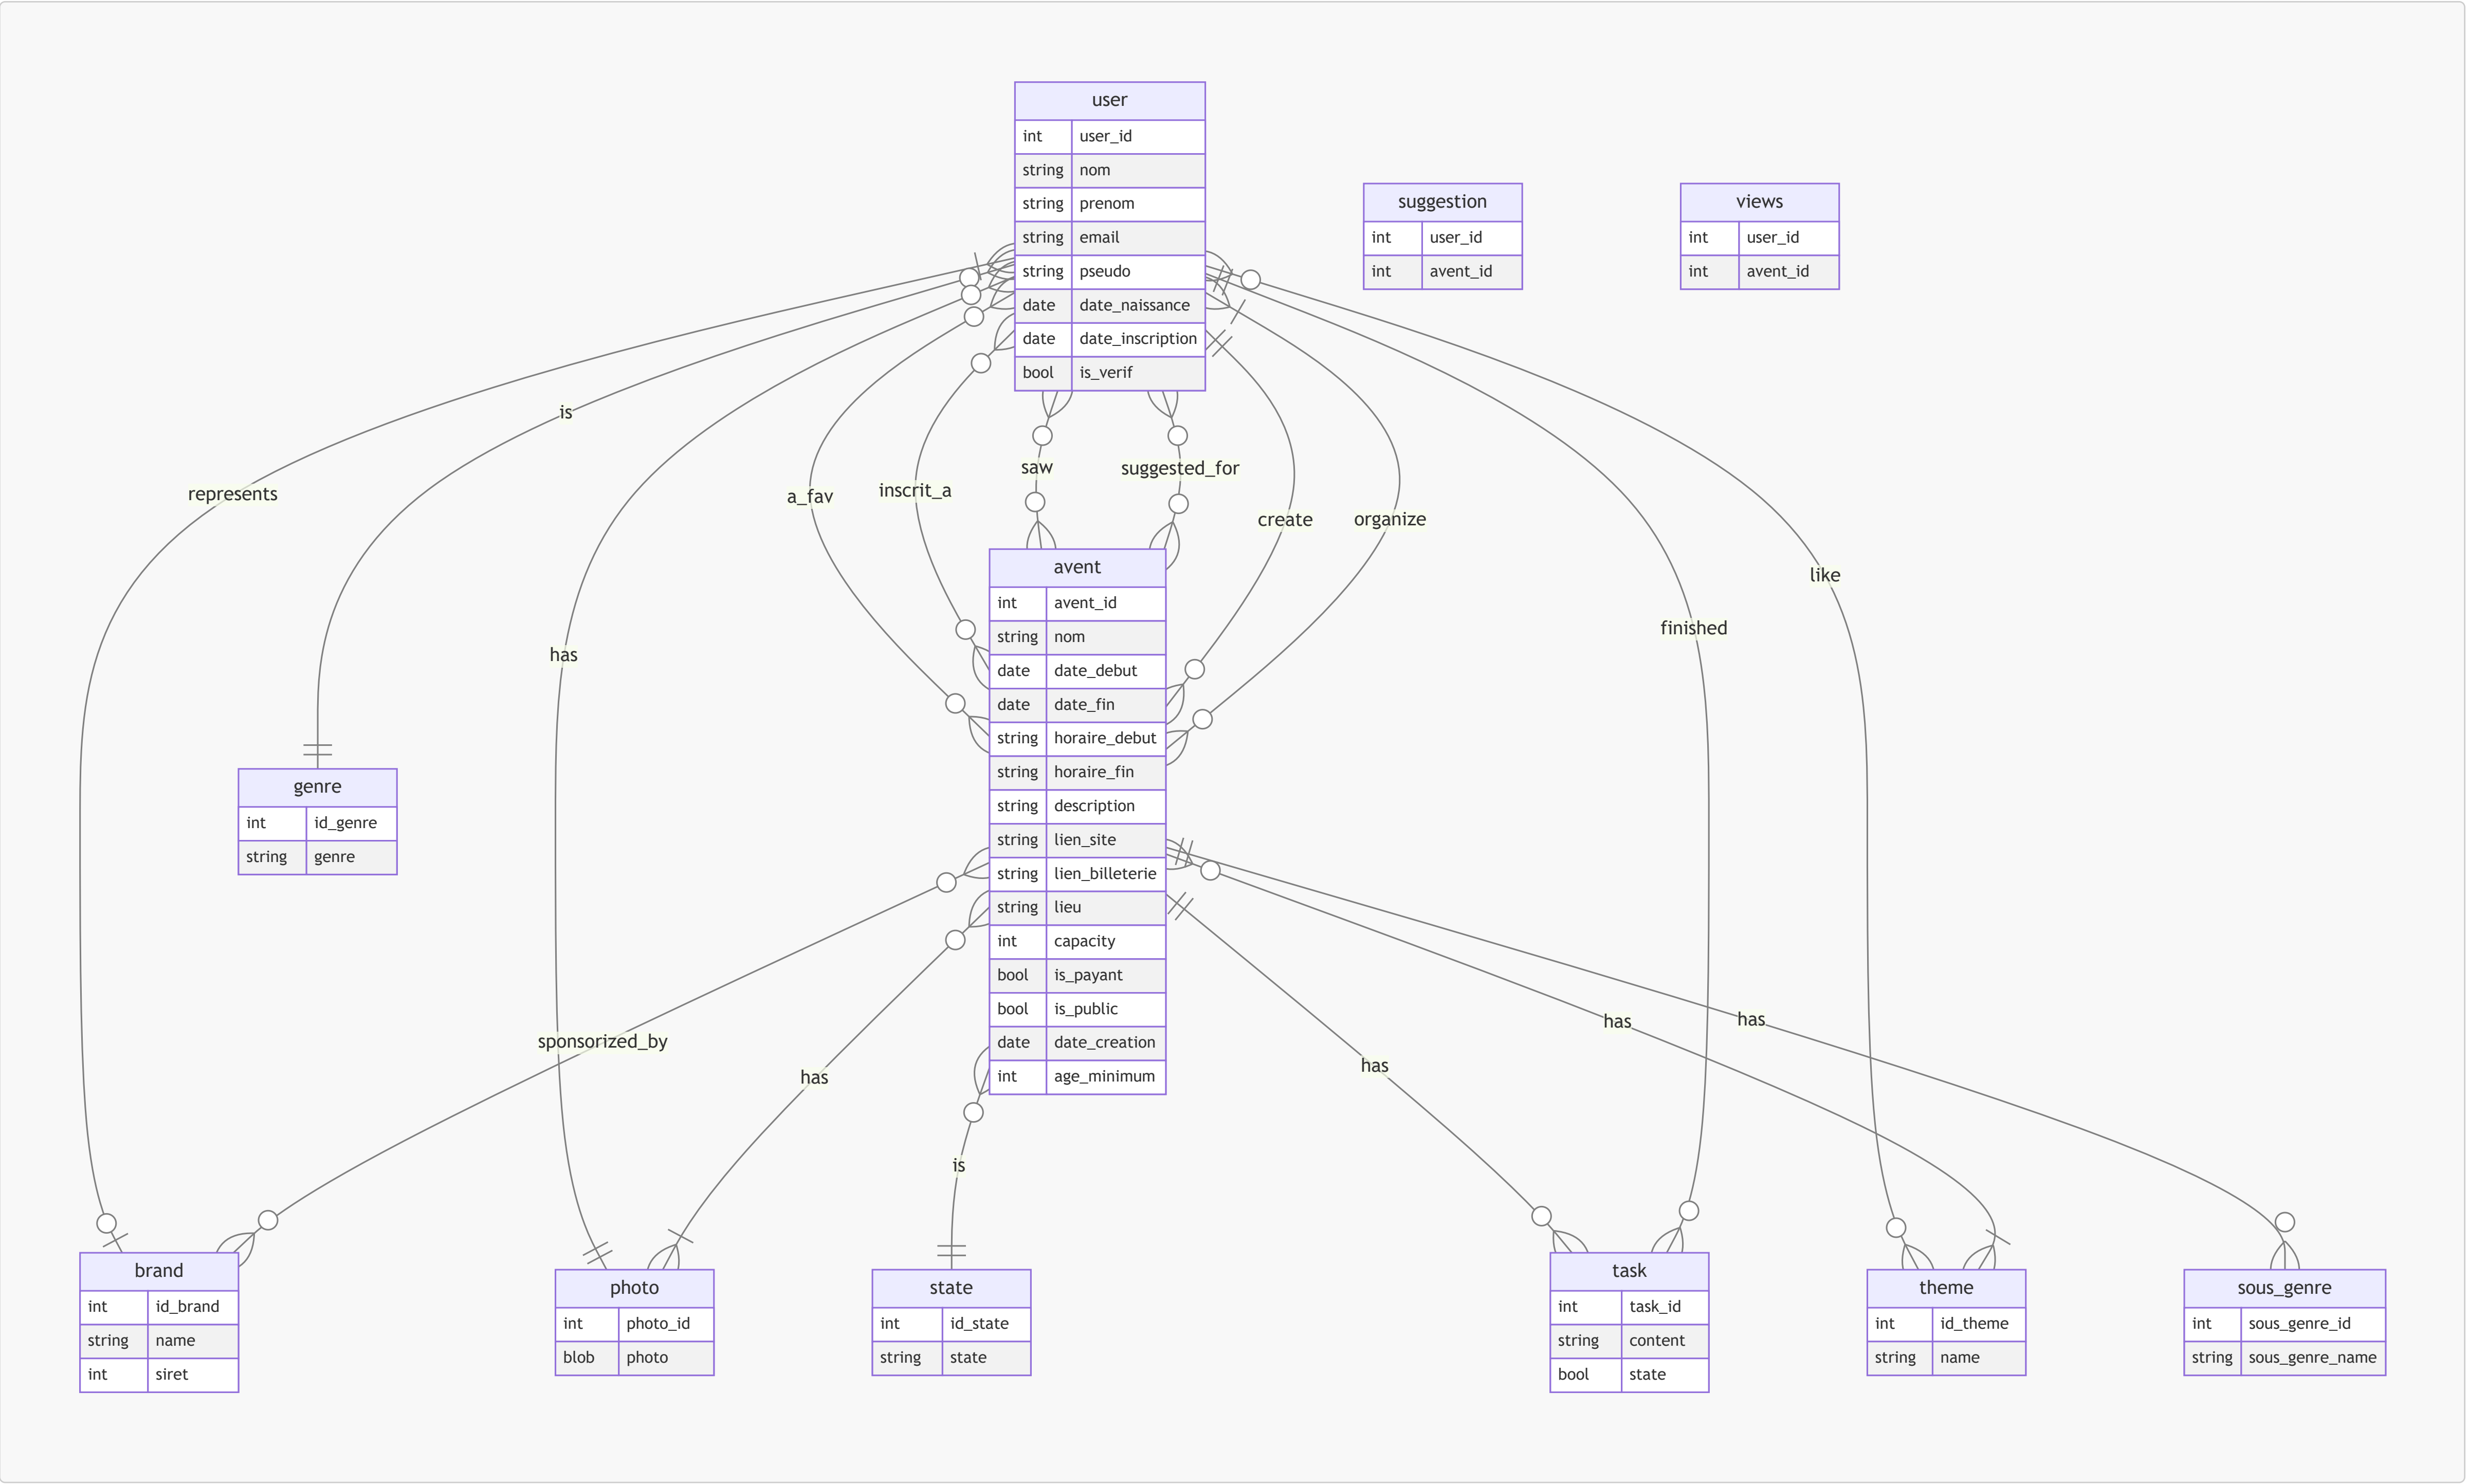 user
int user_id
string nom
string prenom
string email
string pseudo
date date_naissance
date date_inscription
bool is_verif
suggestion
int user_id
int avent_id
views
int user_id
int avent_id
is
represents
a_fav
inscrit_a
saw
suggested_for
create
organize
like
finished
has
avent
int avent_id
string nom
date date_debut
date date_fin
string horaire_debut
string horaire_fin
string description
string lien_site
string lien_billeterie
string lieu
int capacity
bool is_payant
bool is_public
date date_creation
int age_minimum
genre
int id_genre
string genre
sponsorized_by
has
is
has
has
has
brand
int id_brand
string name
int siret
photo
int photo_id
blob photo
state
int id_state
string state
task
int task_id
string content
bool state
theme
int id_theme
string name
sous_genre
int sous_genre_id
string sous_genre_name